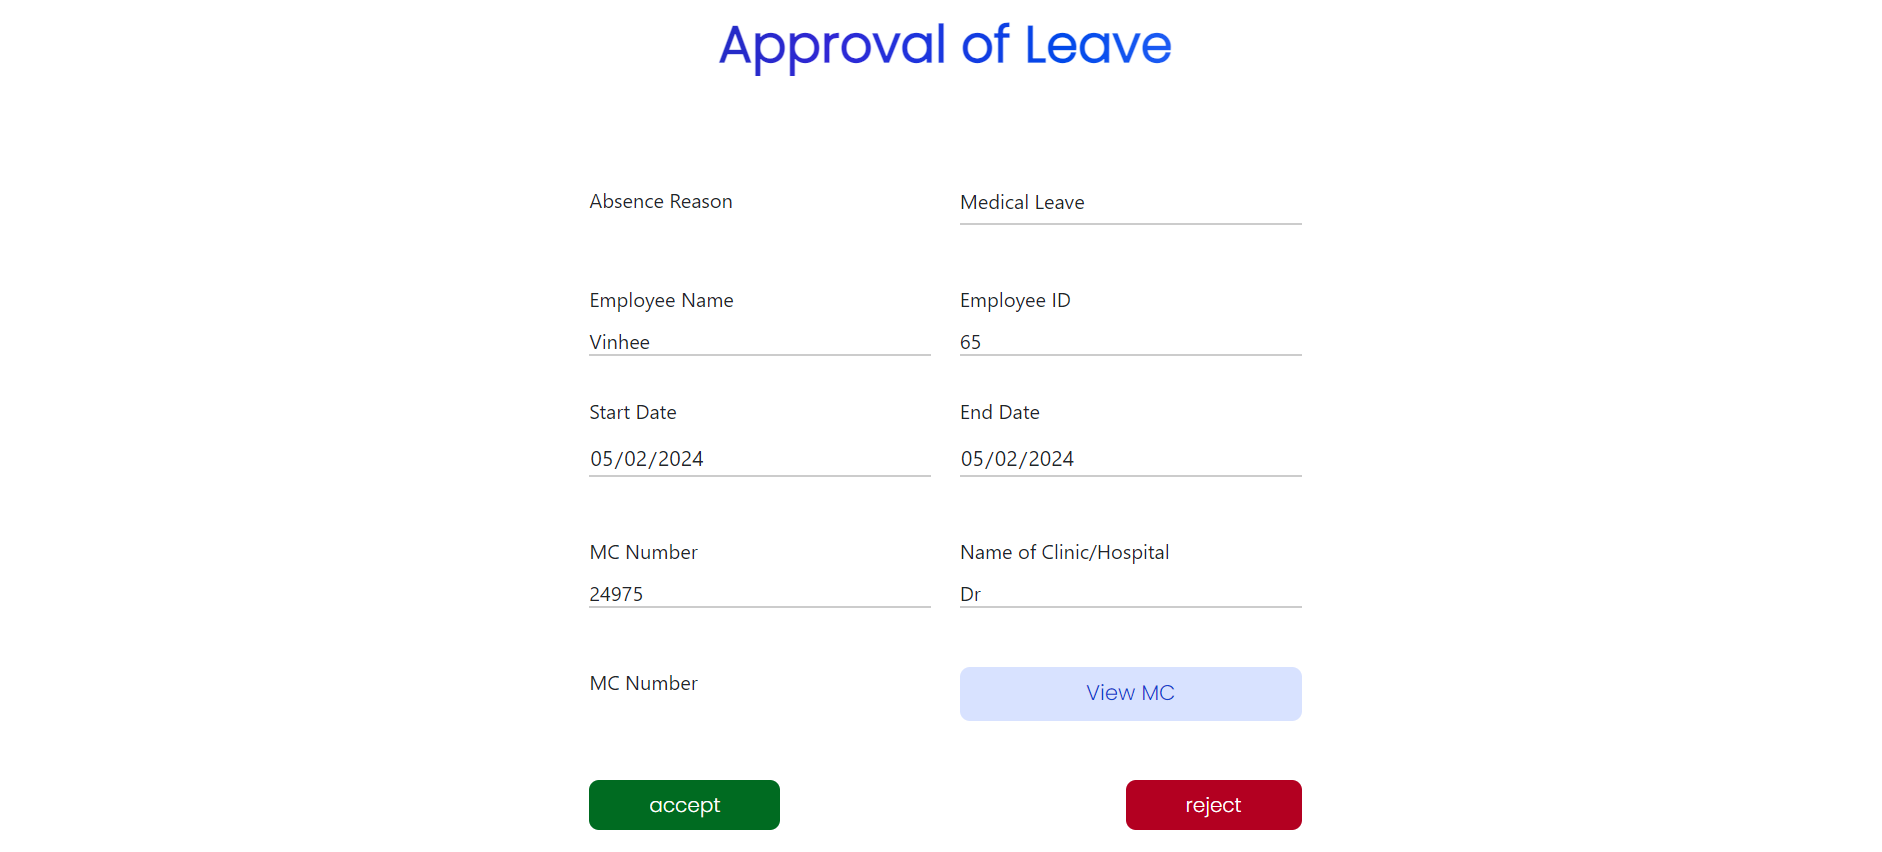 Approval of Leave
Absence Reason
Medical Leave
Employee Name
Employee ID
Vinhee
65
Start Date
End Date
05/02/2024
05/02/2024
MC Number
Name of Clinic/Hospital
24975
Dr
MC Number
View MC
accept
reject